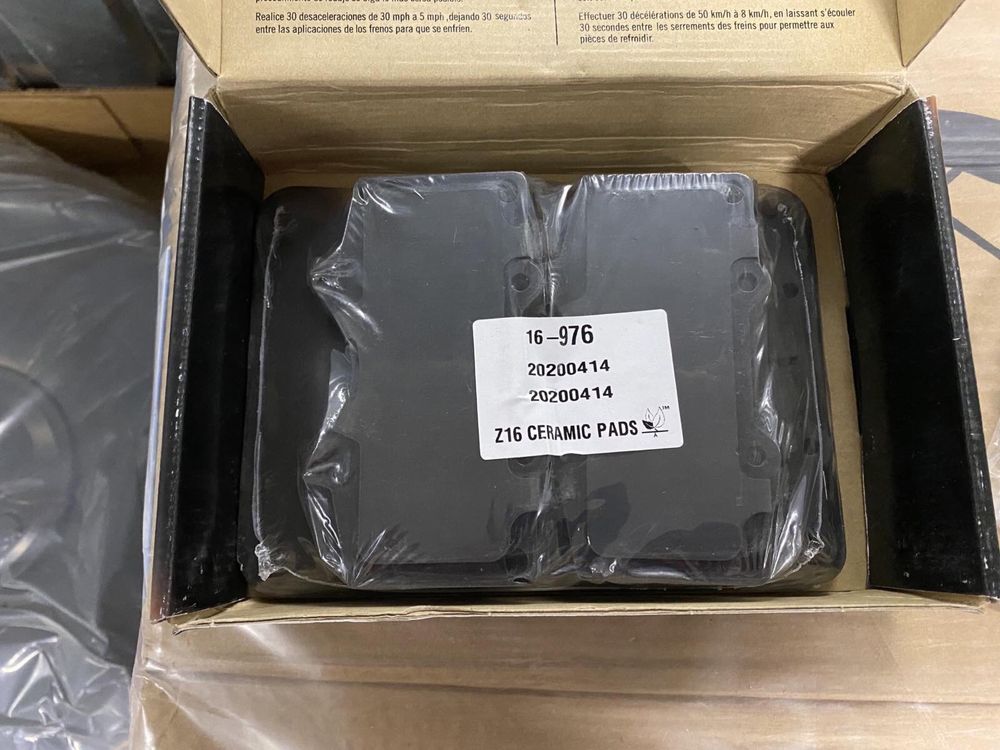 Realice 30 desaceleraciones de 30 mph a 5 mph ,dejando 30 segundos
entre las aplicaciones de los frenos para que se enfríen.
Effectuer 30 décélérations de 50 km/h à 8 km/h, en laissant s'écouler
30 secondes entre les serrements des freins pour permettre aux
pièces de refroidir.
16–976
20200414
20200414
Z16 CERAMIC PADS ™